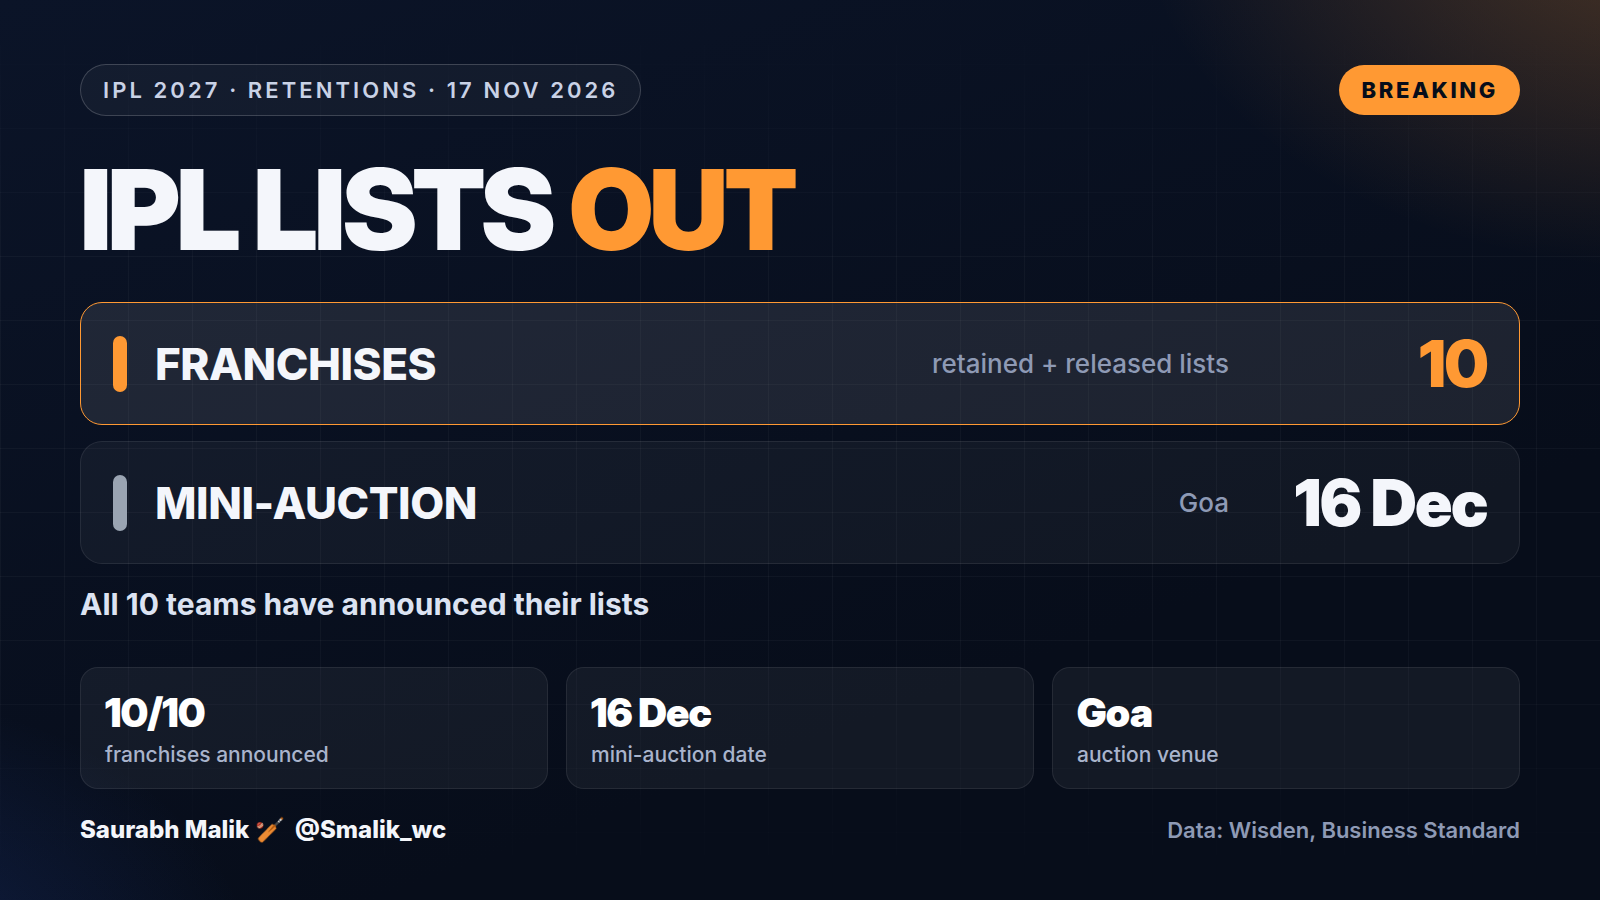 IPL 2027 · RETENTIONS · 17 NOV 2026
BREAKING
IPL LISTS OUT
FRANCHISES retained + released lists 10
MINI-AUCTION Goa 16 Dec
All 10 teams have announced their lists
10/10
franchises announced
16 Dec
mini-auction date
Goa
auction venue
Saurabh Malik 🏏 @Smalik_wc
Data: Wisden, Business Standard